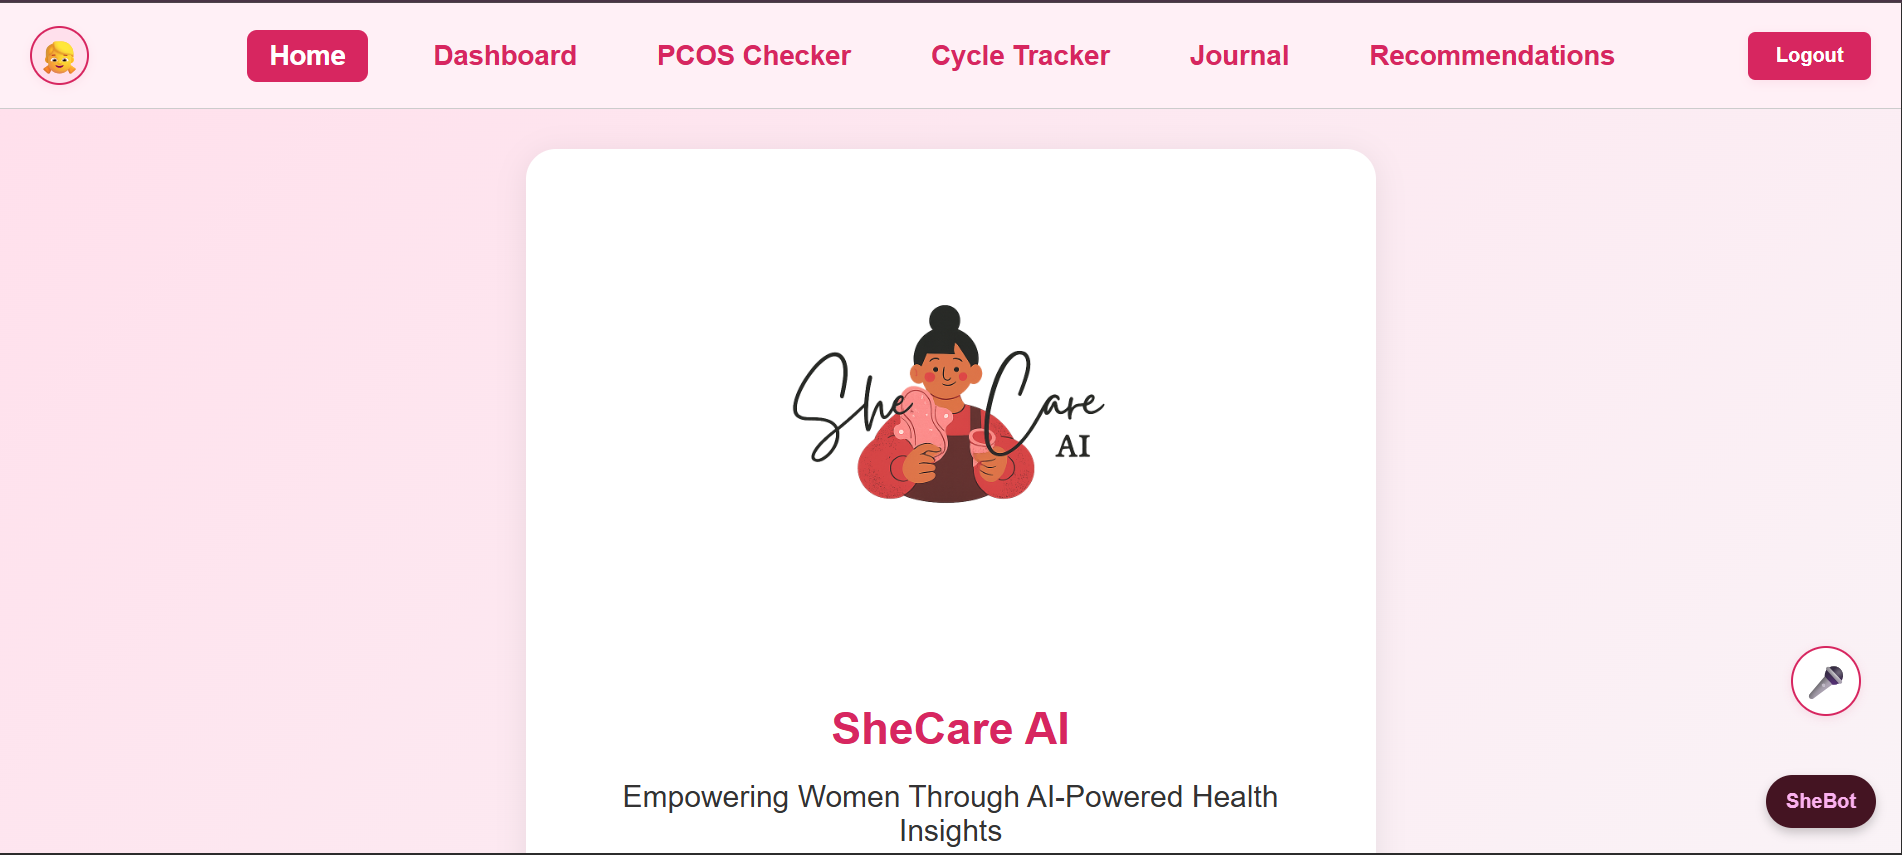 Home
Dashboard
PCOS Checker
Cycle Tracker
Journal
Recommendations
Logout
She Care
AI
SheCare AI
Empowering Women Through AI-Powered Health
Insights
SheBot